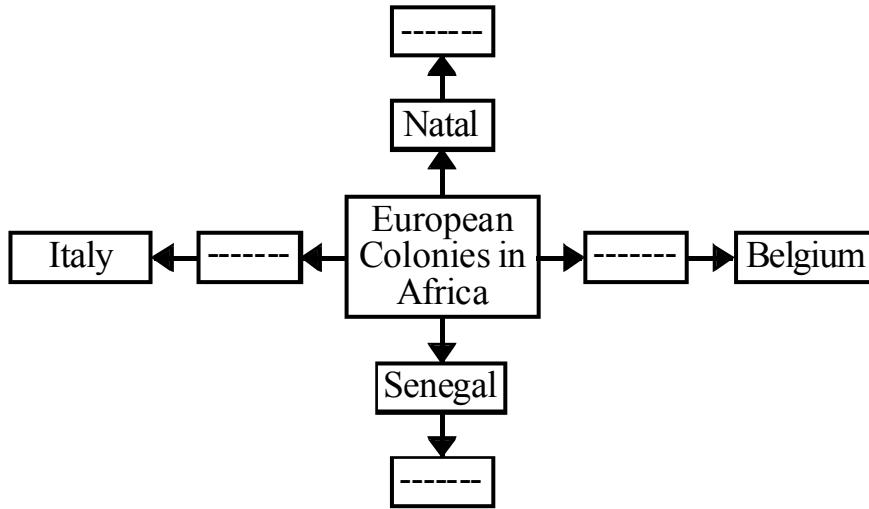 -------
Natal
European
Colonies in
Africa
Italy
-------
-------
Belgium
Senegal
-------